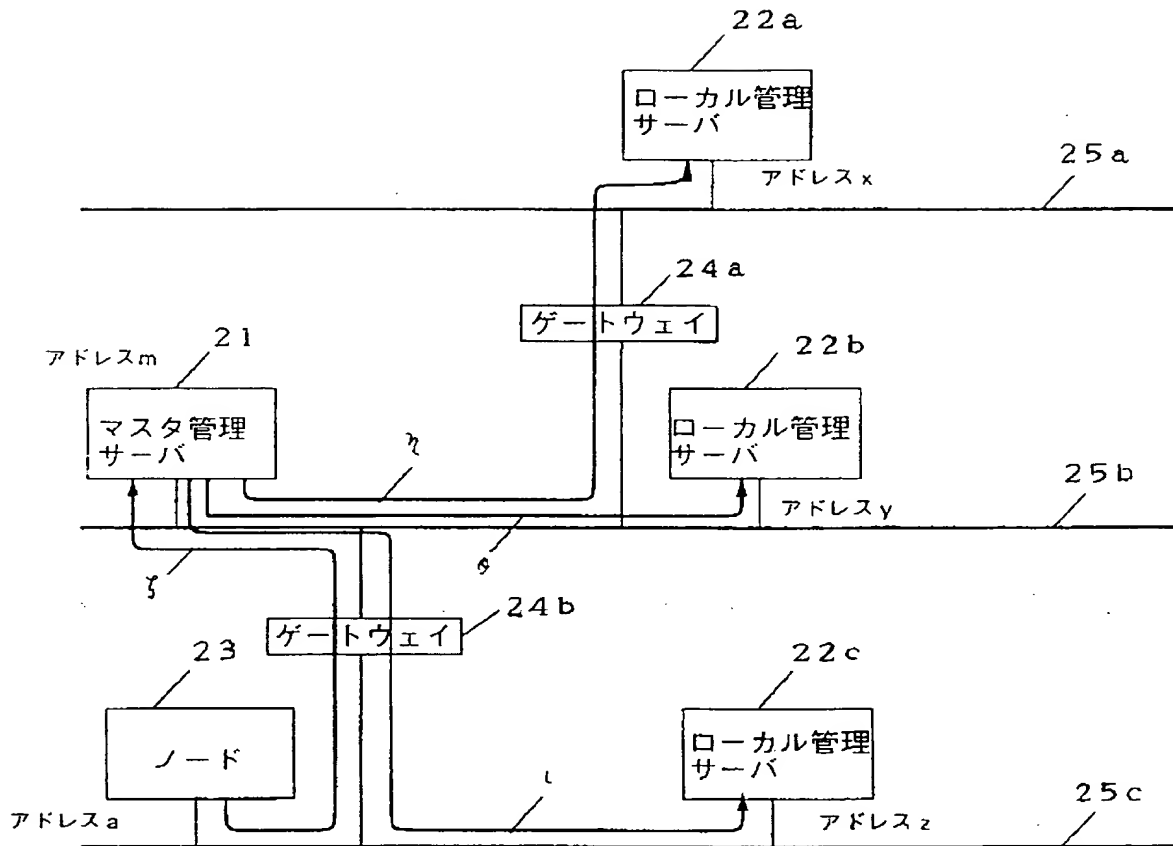 22a
ローカル管理
サーバ
25a
アドレスx
24a
ゲートウェイ
21
アドレスm
22b
マスタ管理
サーバ
ローカル管理
サーバ
η
25b
アドレスy
θ
ζ
24b
ゲートウェイ
23
22c
ノード
ローカル管理
サーバ
ι
25c
アドレスa
アドレスz